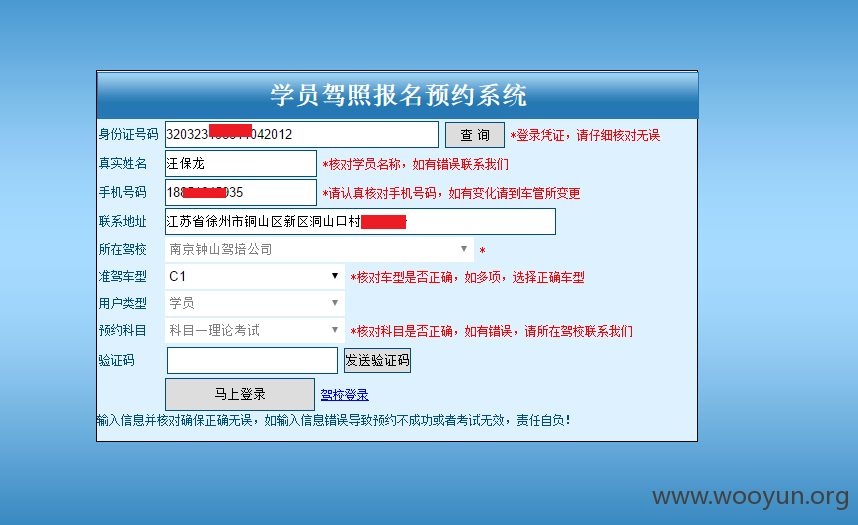 学员驾照报名预约系统
身份证号码 320323 11042012 查 询 *登录凭证，请仔细核对无误
真实姓名 汪保龙 *核对学员名称，如有错误联系我们
手机号码 188 935 *请认真核对手机号码，如有变化请到车管所变更
联系地址 江苏省徐州市铜山区新区洞山口村
所在驾校 南京钟山驾培公司 *
准驾车型 C1 *核对车型是否正确，如多项，选择正确车型
用户类型 学员
预约科目 科目一理论考试 *核对科目是否正确，如有错误，请所在驾校联系我们
验证码 发送验证码
马上登录 驾校登录
输入信息并核对确保正确无误，如输入信息错误导致预约不成功或者考试无效，责任自负！
www.wooyun.org